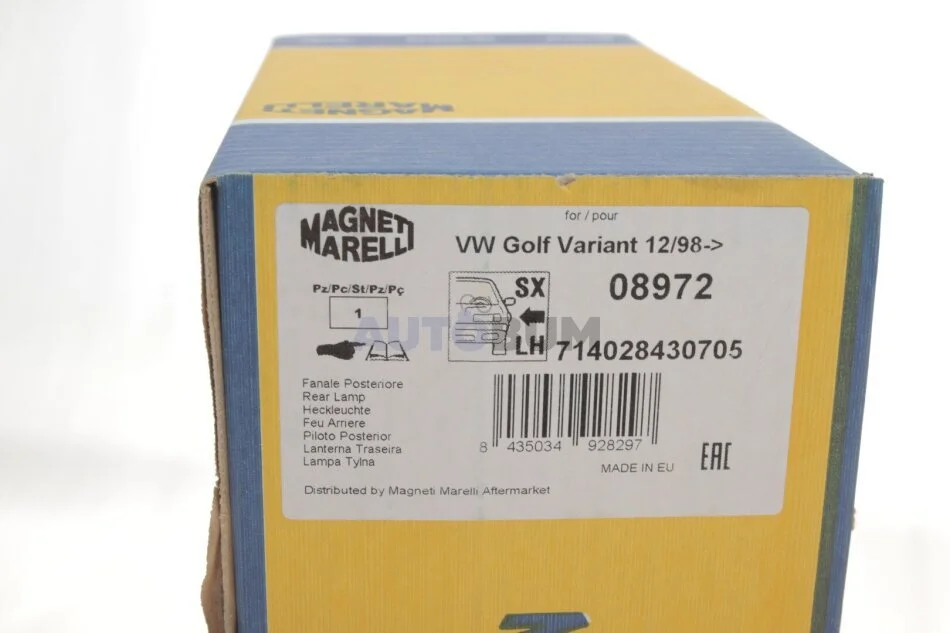 MAGNETI
MARELLI
MAGNETI
MARELLI
for / pour
VW Golf Variant 12/98->
Pz/Pc/St/Pz/Pç
1
SX
LH
08972
714028430705
AUTODUM
Fanale Posteriore
Rear Lamp
Heckleuchte
Feu Arriere
Piloto Posterior
Lanterna Traseira
Lampa Tylna
8 435034 928297
MADE IN EU
EAC
Distributed by Magneti Marelli Aftermarket